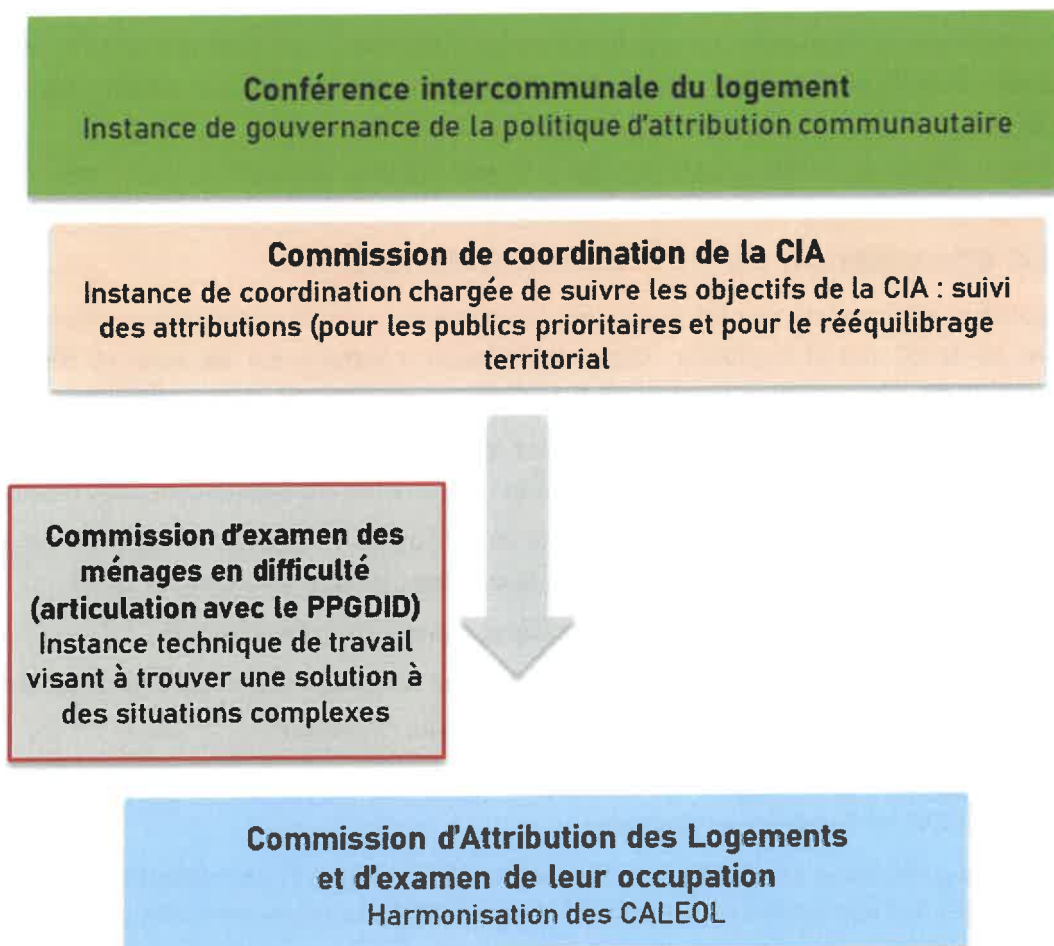 Conférence intercommunale du logement
Instance de gouvernance de la politique d'attribution communautaire
Commission de coordination de la CIA
Instance de coordination chargée de suivre les objectifs de la CIA : suivi
des attributions (pour les publics prioritaires et pour le rééquilibrage
territorial
Commission d'examen des
ménages en difficulté
(articulation avec le PPGDID)
Instance technique de travail
visant à trouver une solution à
des situations complexes
Commission d'Attribution des Logements
et d'examen de leur occupation
Harmonisation des CALEOL